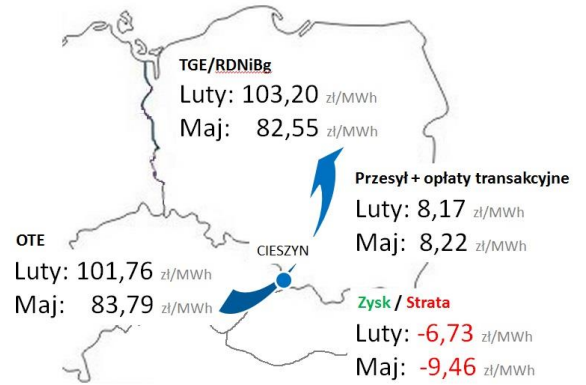 TGE/RDNiBg
Luty: 103,20 zł/MWh
Maj: 82,55 zł/MWh
Przesył + opłaty transakcyjne
Luty: 8,17 zł/MWh
Maj: 8,22 zł/MWh
OTE
CIESZYN
Luty: 101,76 zł/MWh
Maj: 83,79 zł/MWh
Zysk / Strata
Luty: -6,73 zł/MWh
Maj: -9,46 zł/MWh